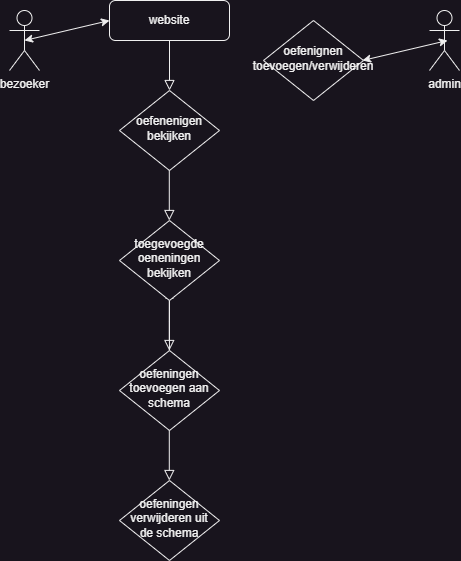 website
bezoeker
oefenignen
toevoegen/verwijderen
admin
oefenenigen
bekijken
toegevoegde
oeneningen
bekijken
oefeningen
toevoegen aan
schema
oefeningen
verwijderen uit
de schema